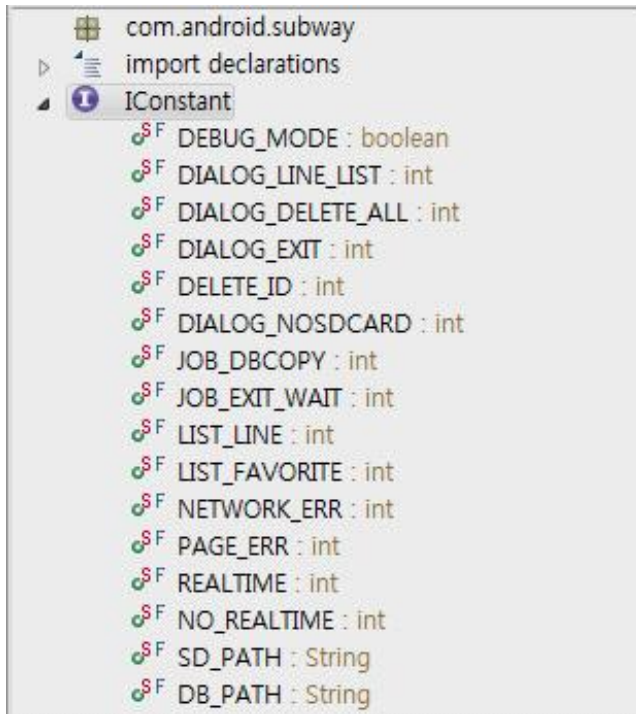 com.android.subway
import declarations
IConstant
DEBUG_MODE : boolean
DIALOG_LINE_LIST : int
DIALOG_DELETE_ALL : int
DIALOG_EXIT : int
DELETE_ID : int
DIALOG_NOSDCARD : int
JOB_DBCOPY : int
JOB_EXIT_WAIT : int
LIST_LINE : int
LIST_FAVORITE : int
NETWORK_ERR : int
PAGE_ERR : int
REALTIME : int
NO_REALTIME : int
SD_PATH : String
DB_PATH : String